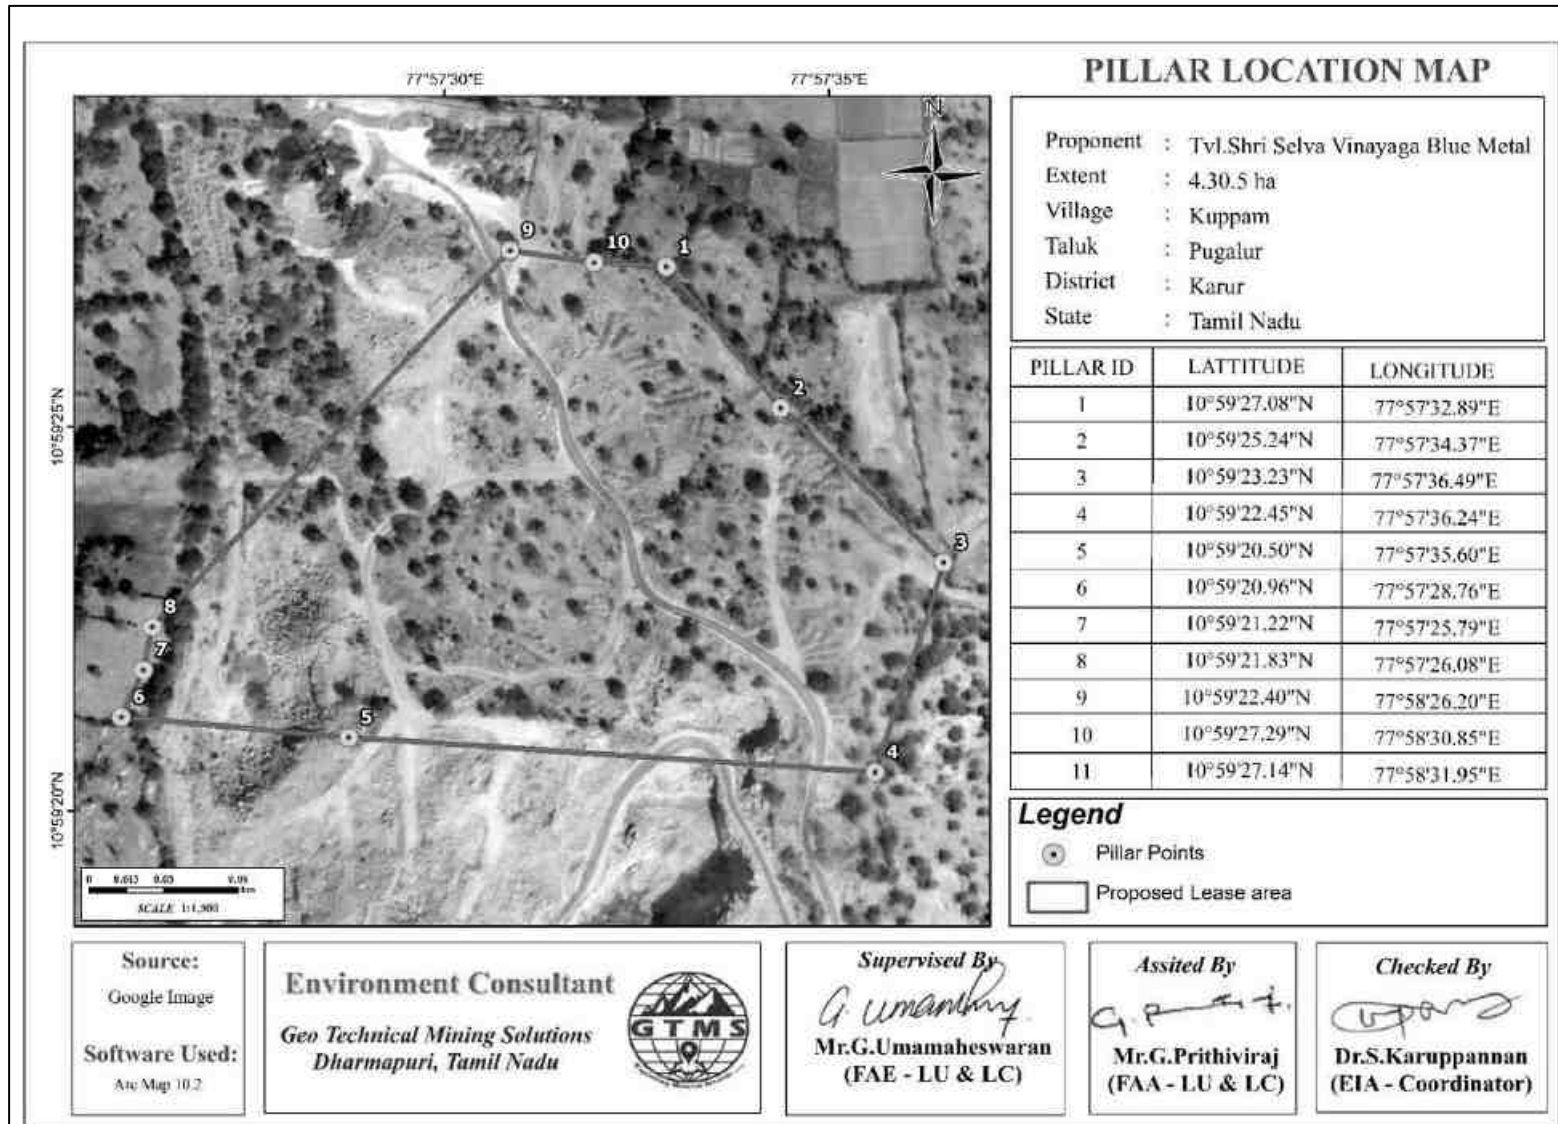 PILLAR LOCATION MAP
77°57'30"E
77°57'35"E
N
10°59'25"N
10°59'20"N
9
10
1
2
3
8
7
6
5
4
0 0.015 0.03 0.06
km
SCALE 1:1,500
Proponent : Tvl.Shri Selva Vinayaga Blue Metal
Extent : 4.30.5 ha
Village : Kuppam
Taluk : Pugalur
District : Karur
State : Tamil Nadu
PILLAR ID LATTITUDE LONGITUDE
1 10°59'27.08"N 77°57'32.89"E
2 10°59'25.24"N 77°57'34.37"E
3 10°59'23.23"N 77°57'36.49"E
4 10°59'22.45"N 77°57'36.24"E
5 10°59'20.50"N 77°57'35.60"E
6 10°59'20.96"N 77°57'28.76"E
7 10°59'21.22"N 77°57'25.79"E
8 10°59'21.83"N 77°57'26.08"E
9 10°59'22.40"N 77°58'26.20"E
10 10°59'27.29"N 77°58'30.85"E
11 10°59'27.14"N 77°58'31.95"E
Legend
Pillar Points
Proposed Lease area
Source:
Google Image
Software Used:
Arc Map 10.2
Environment Consultant
Geo Technical Mining Solutions
Dharmapuri, Tamil Nadu
GTMS
Supervised By
Mr.G.Umamaheswaran
(FAE - LU & LC)
Assited By
Mr.G.Prithiviraj
(FAA - LU & LC)
Checked By
Dr.S.Karuppannan
(EIA - Coordinator)